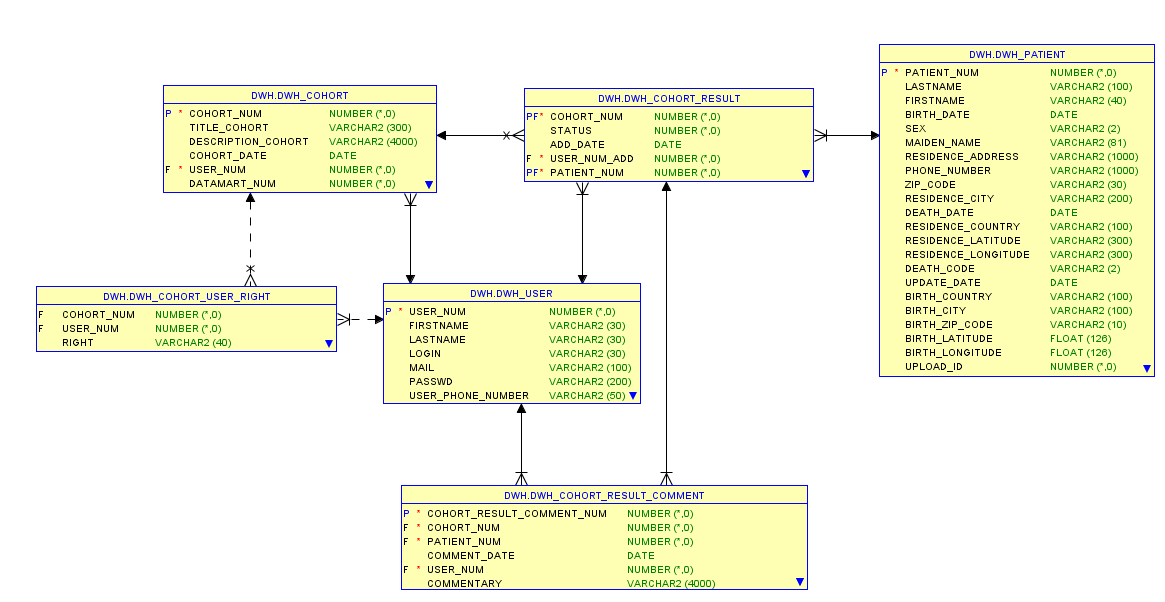 DWH.DWH_COHORT
P * COHORT_NUM NUMBER (*,0)
TITLE_COHORT VARCHAR2 (300)
DESCRIPTION_COHORT VARCHAR2 (4000)
COHORT_DATE DATE
F * USER_NUM NUMBER (*,0)
DATAMART_NUM NUMBER (*,0)
DWH.DWH_COHORT_RESULT
PF* COHORT_NUM NUMBER (*,0)
STATUS NUMBER (*,0)
ADD_DATE DATE
F * USER_NUM_ADD NUMBER (*,0)
PF* PATIENT_NUM NUMBER (*,0)
DWH.DWH_PATIENT
P * PATIENT_NUM NUMBER (*,0)
LASTNAME VARCHAR2 (100)
FIRSTNAME VARCHAR2 (40)
BIRTH_DATE DATE
SEX VARCHAR2 (2)
MAIDEN_NAME VARCHAR2 (81)
RESIDENCE_ADDRESS VARCHAR2 (1000)
PHONE_NUMBER VARCHAR2 (1000)
ZIP_CODE VARCHAR2 (30)
RESIDENCE_CITY VARCHAR2 (200)
DEATH_DATE DATE
RESIDENCE_COUNTRY VARCHAR2 (100)
RESIDENCE_LATITUDE VARCHAR2 (300)
RESIDENCE_LONGITUDE VARCHAR2 (300)
DEATH_CODE VARCHAR2 (2)
UPDATE_DATE DATE
BIRTH_COUNTRY VARCHAR2 (100)
BIRTH_CITY VARCHAR2 (100)
BIRTH_ZIP_CODE VARCHAR2 (10)
BIRTH_LATITUDE FLOAT (126)
BIRTH_LONGITUDE FLOAT (126)
UPLOAD_ID NUMBER (*,0)
DWH.DWH_COHORT_USER_RIGHT
F COHORT_NUM NUMBER (*,0)
F USER_NUM NUMBER (*,0)
RIGHT VARCHAR2 (40)
DWH.DWH_USER
P * USER_NUM NUMBER (*,0)
FIRSTNAME VARCHAR2 (30)
LASTNAME VARCHAR2 (30)
LOGIN VARCHAR2 (30)
MAIL VARCHAR2 (100)
PASSWD VARCHAR2 (200)
USER_PHONE_NUMBER VARCHAR2 (50)
DWH.DWH_COHORT_RESULT_COMMENT
P * COHORT_RESULT_COMMENT_NUM NUMBER (*,0)
F * COHORT_NUM NUMBER (*,0)
F * PATIENT_NUM NUMBER (*,0)
COMMENT_DATE DATE
F * USER_NUM NUMBER (*,0)
COMMENTARY VARCHAR2 (4000)